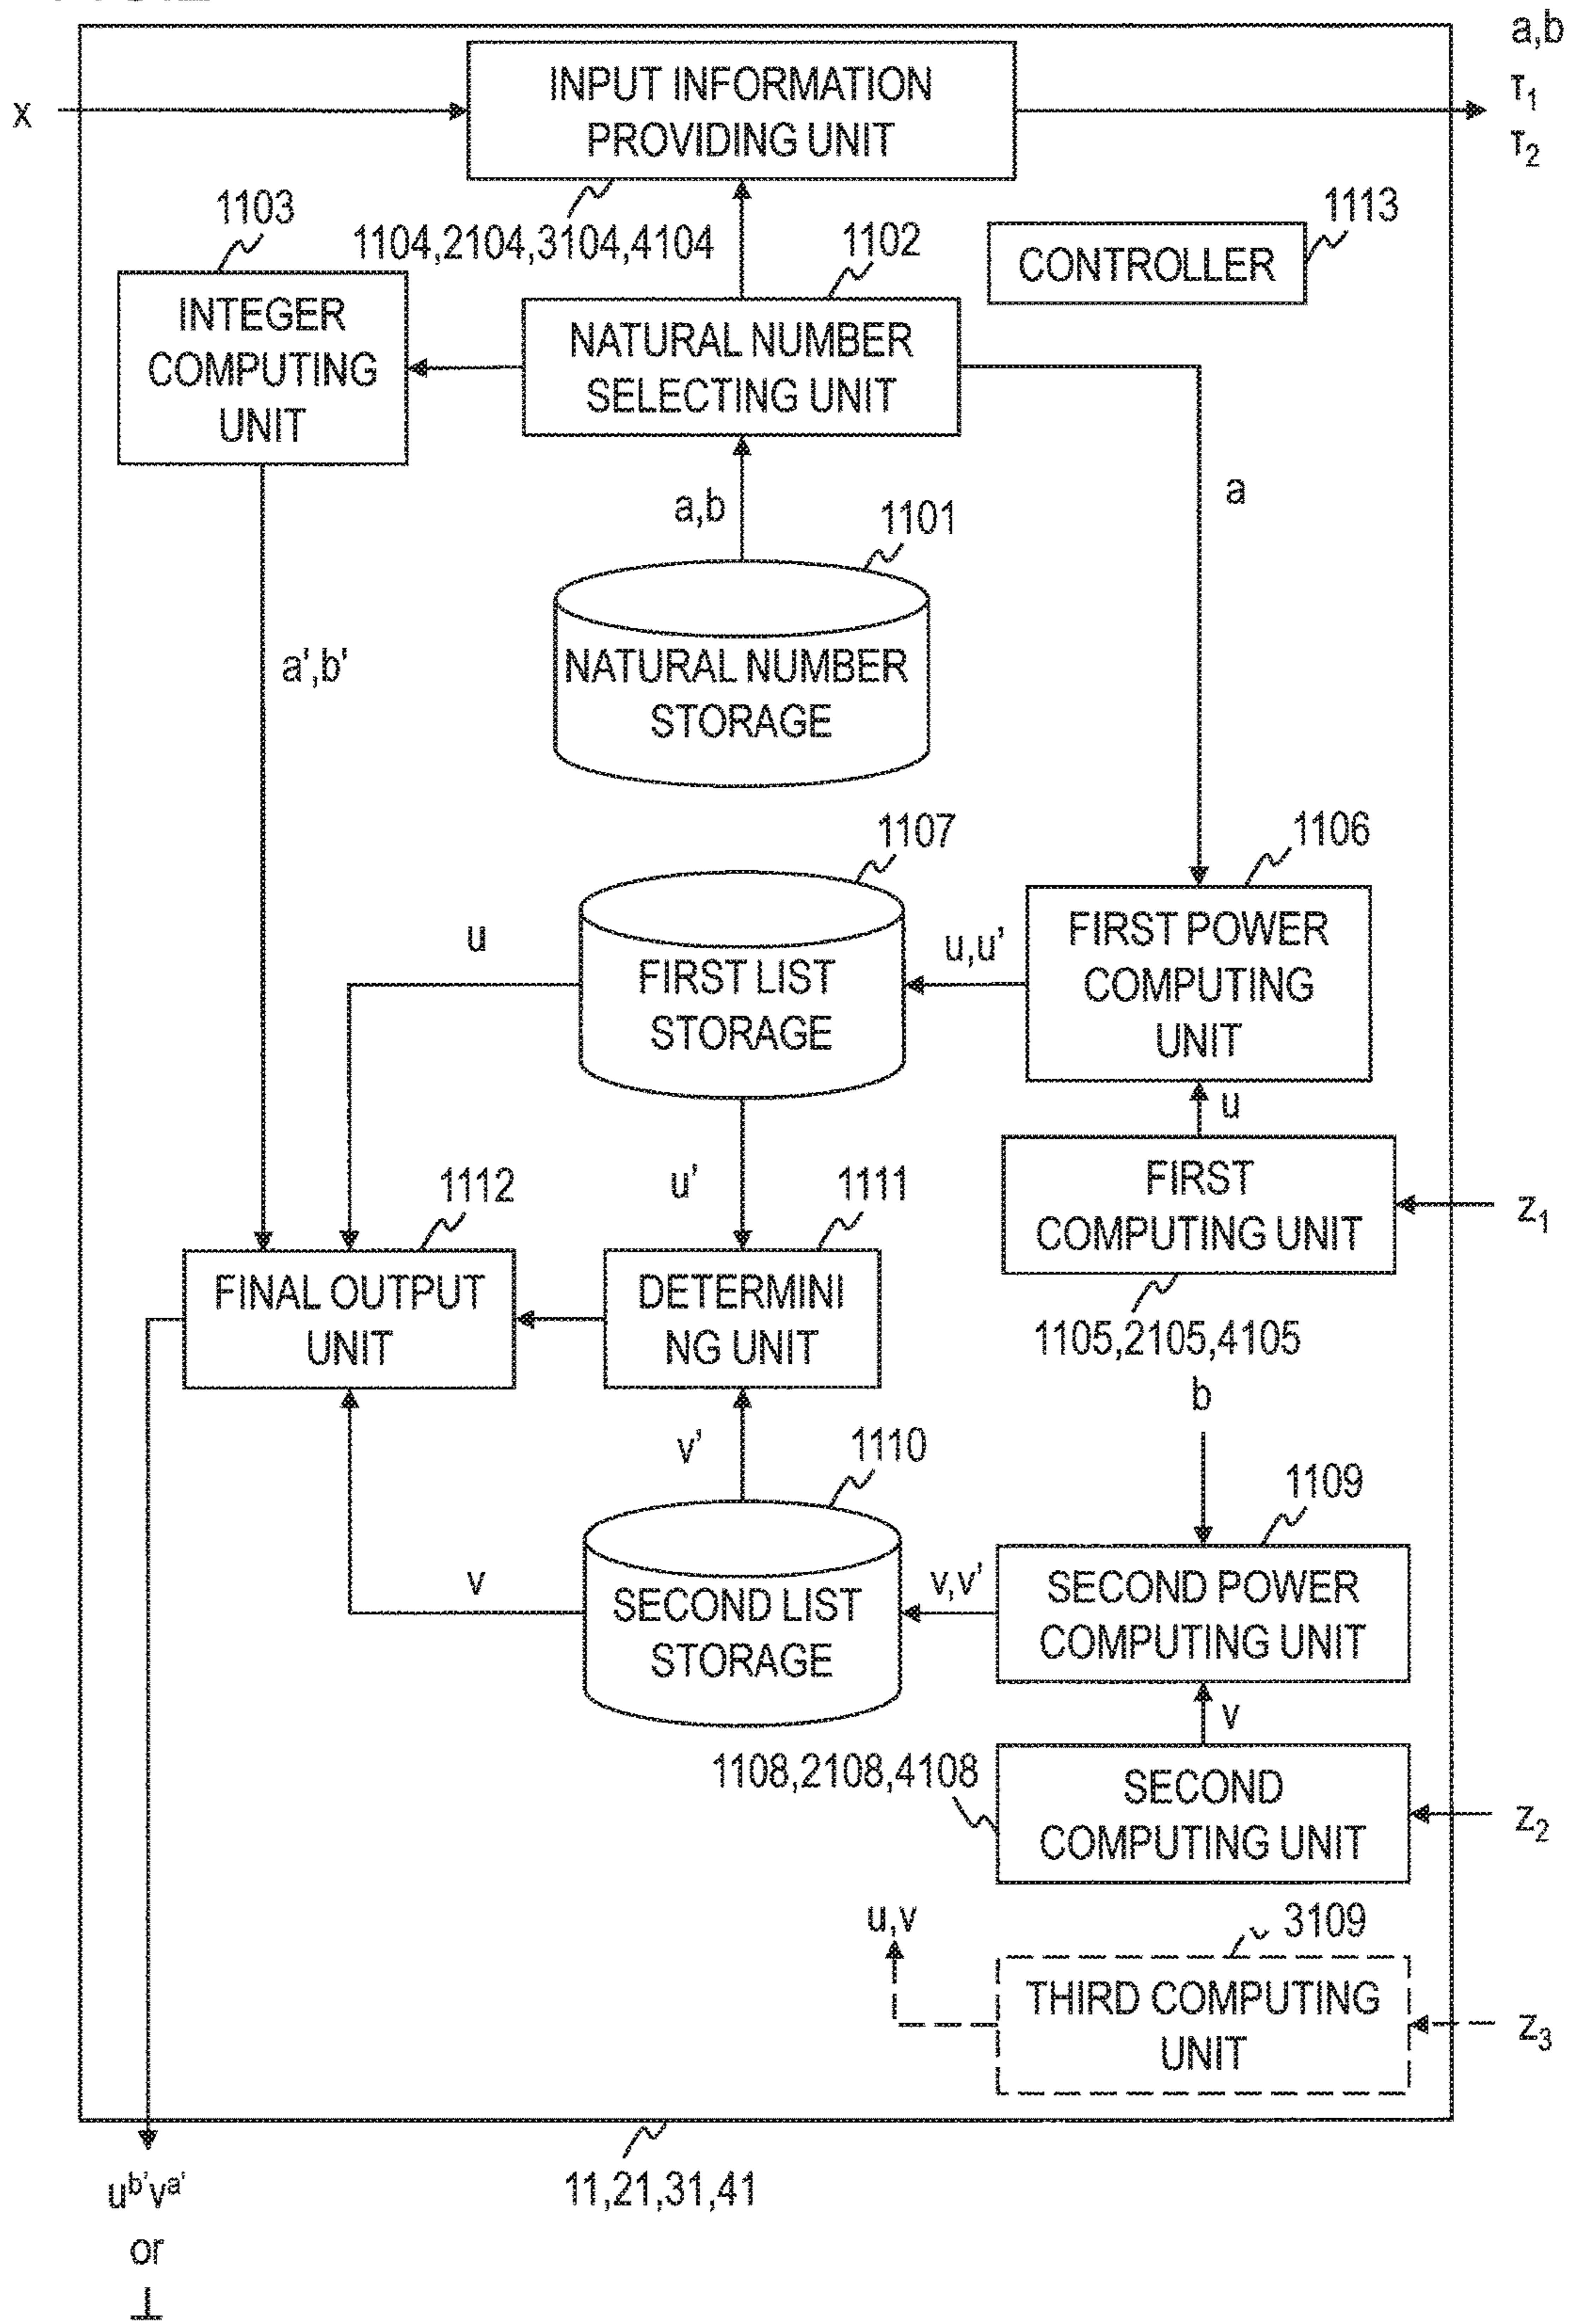 a,b
x
INPUT INFORMATION
PROVIDING UNIT
τ1
τ2
1103
1104,2104,3104,4104
1102
1113
CONTROLLER
INTEGER
COMPUTING
UNIT
NATURAL NUMBER
SELECTING UNIT
a,b
a
1101
a',b'
NATURAL NUMBER
STORAGE
1107
1106
u
FIRST LIST
STORAGE
u,u'
FIRST POWER
COMPUTING
UNIT
u
1112
u'
1111
FIRST
COMPUTING UNIT
z1
FINAL OUTPUT
UNIT
DETERMINI
NG UNIT
1105,2105,4105
b
v'
1110
1109
v
SECOND LIST
STORAGE
v,v'
SECOND POWER
COMPUTING UNIT
v
1108,2108,4108
SECOND
COMPUTING UNIT
z2
u,v
3109
THIRD COMPUTING
UNIT
z3
u^b'v^a'
or
⊥
11,21,31,41